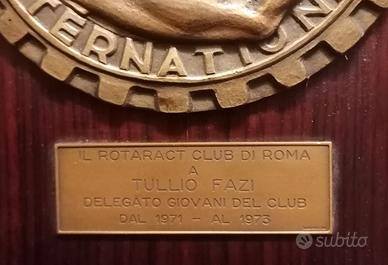 TERNATION
IL ROTARACT CLUB DI ROMA
A
TULLIO FAZI
DELEGATO GIOVANI DEL CLUB
DAL 1971 - AL 1973
subito